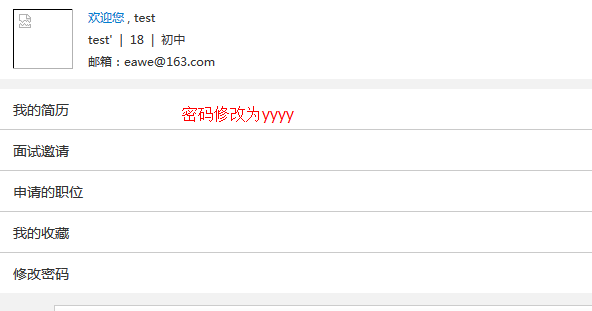 欢迎您 , test
test' | 18 | 初中
邮箱：eawe@163.com
我的简历
密码修改为yyyy
面试邀请
申请的职位
我的收藏
修改密码